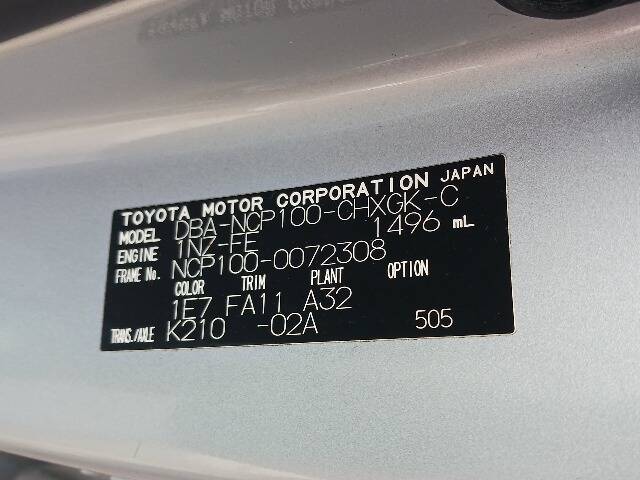 TOYOTA MOTOR CORPORATION JAPAN
MODEL DBA-NCP100-CHXGK-C
ENGINE 1NZ-FE 1496 mL
FRAME No. NCP100-0072308
COLOR TRIM PLANT OPTION
1E7 FA11 A32
TRANS./AXLE K210 -02A 505